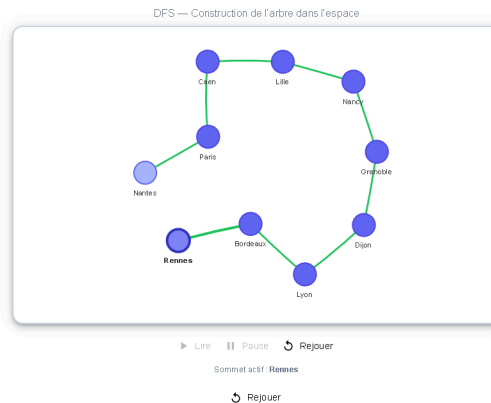 DFS — Construction de l'arbre dans l'espace
Caen
Lille
Nancy
Paris
Grenoble
Nantes
Bordeaux
Dijon
Rennes
Lyon
Lire Pause Rejouer
Sommet actif : Rennes
Rejouer